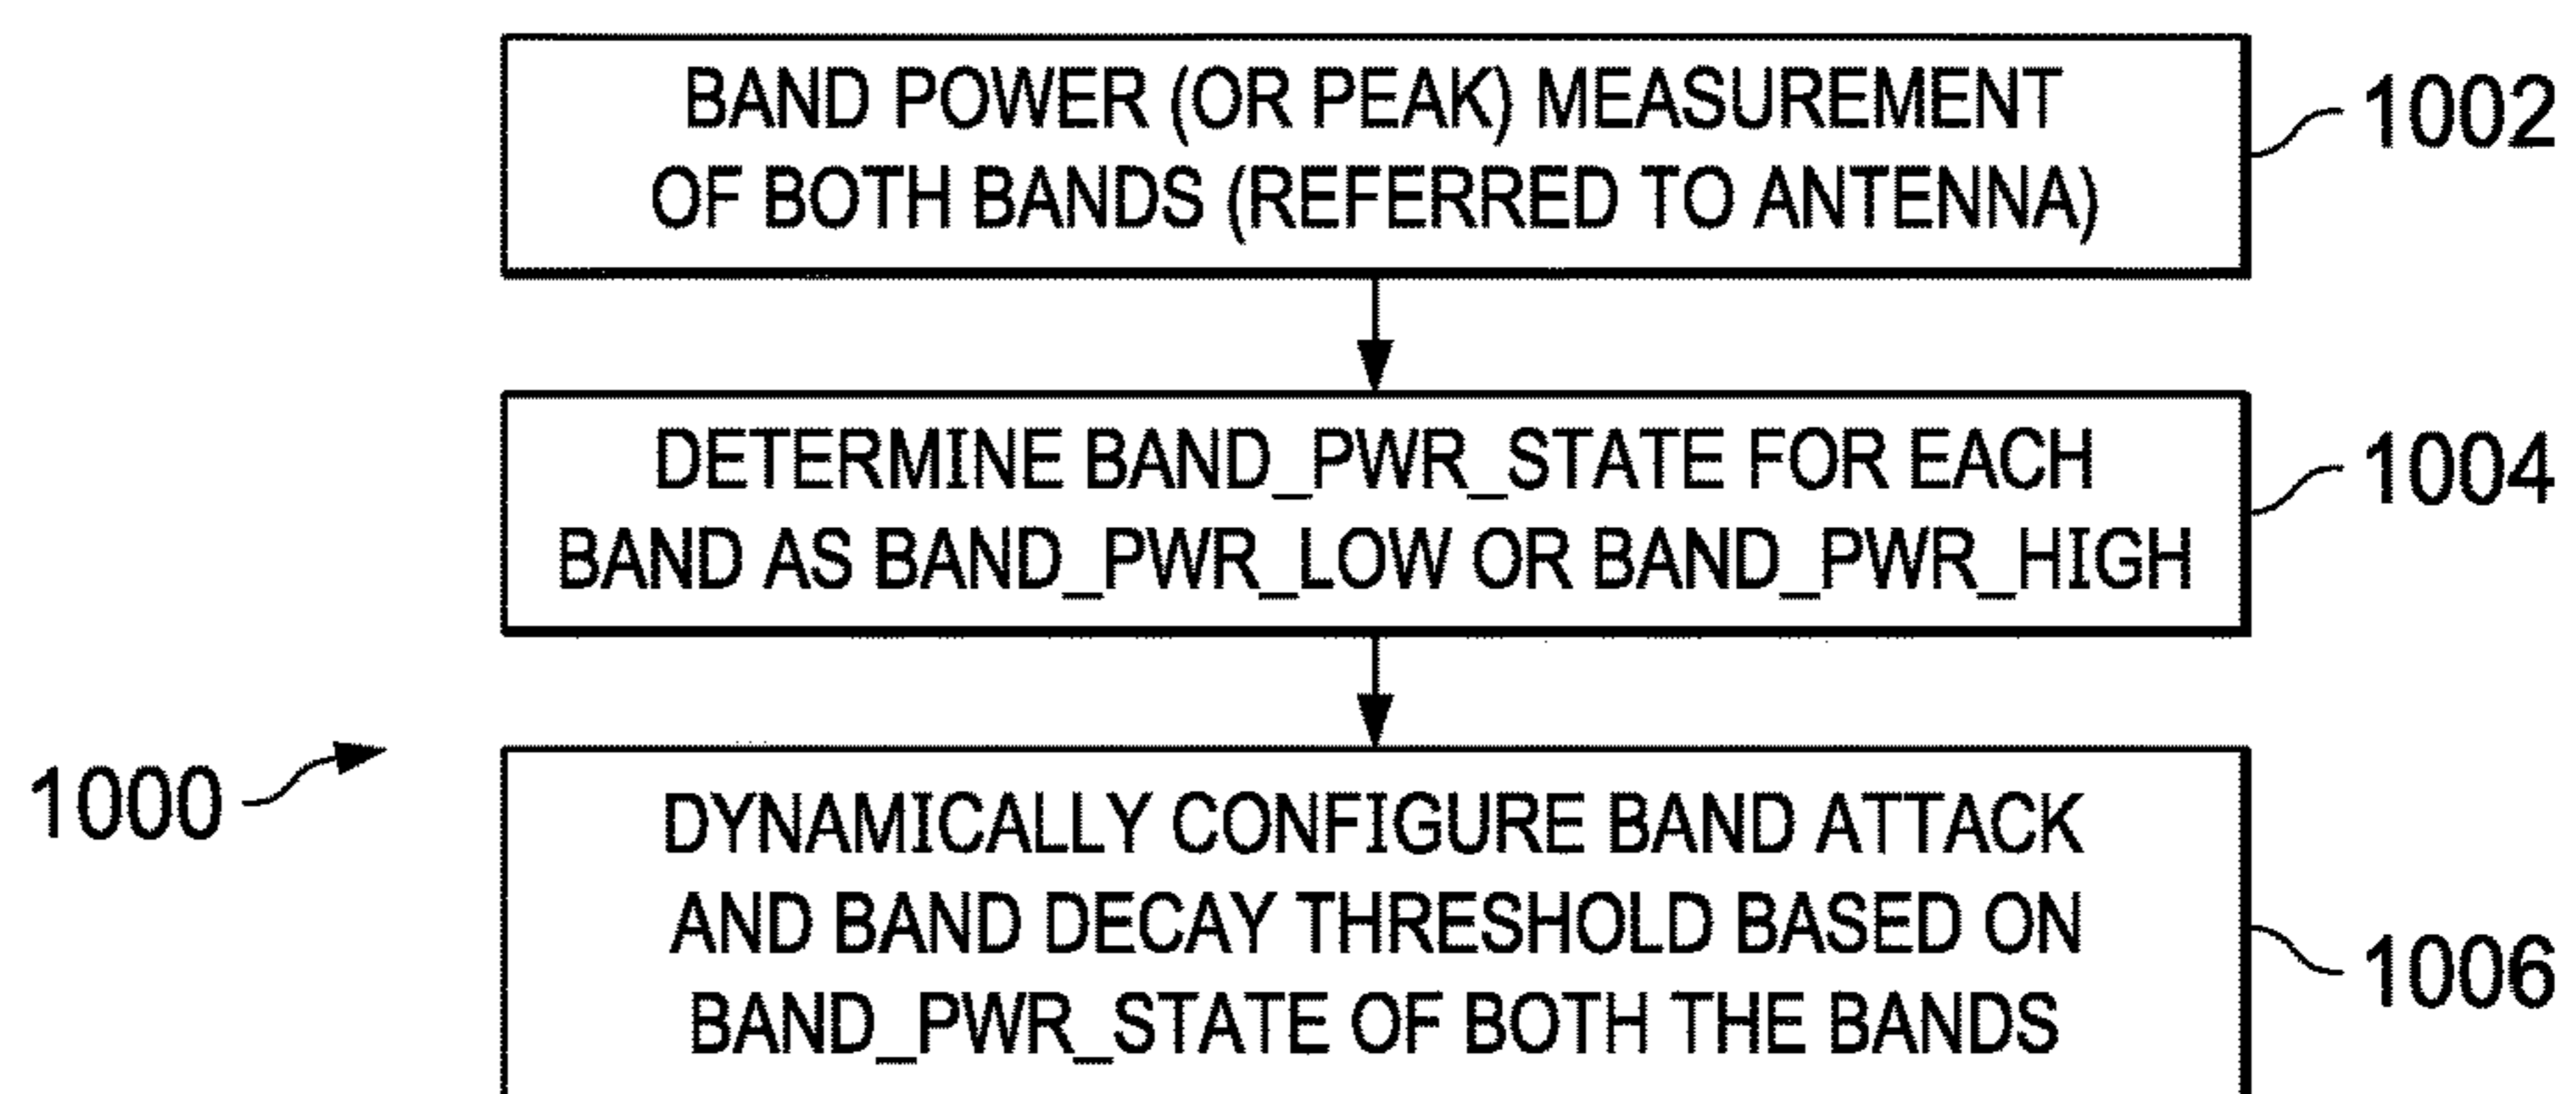 BAND POWER (OR PEAK) MEASUREMENT
OF BOTH BANDS (REFERRED TO ANTENNA)
1002
DETERMINE BAND_PWR_STATE FOR EACH
BAND AS BAND_PWR_LOW OR BAND_PWR_HIGH
1004
1000
DYNAMICALLY CONFIGURE BAND ATTACK
AND BAND DECAY THRESHOLD BASED ON
BAND_PWR_STATE OF BOTH THE BANDS
1006